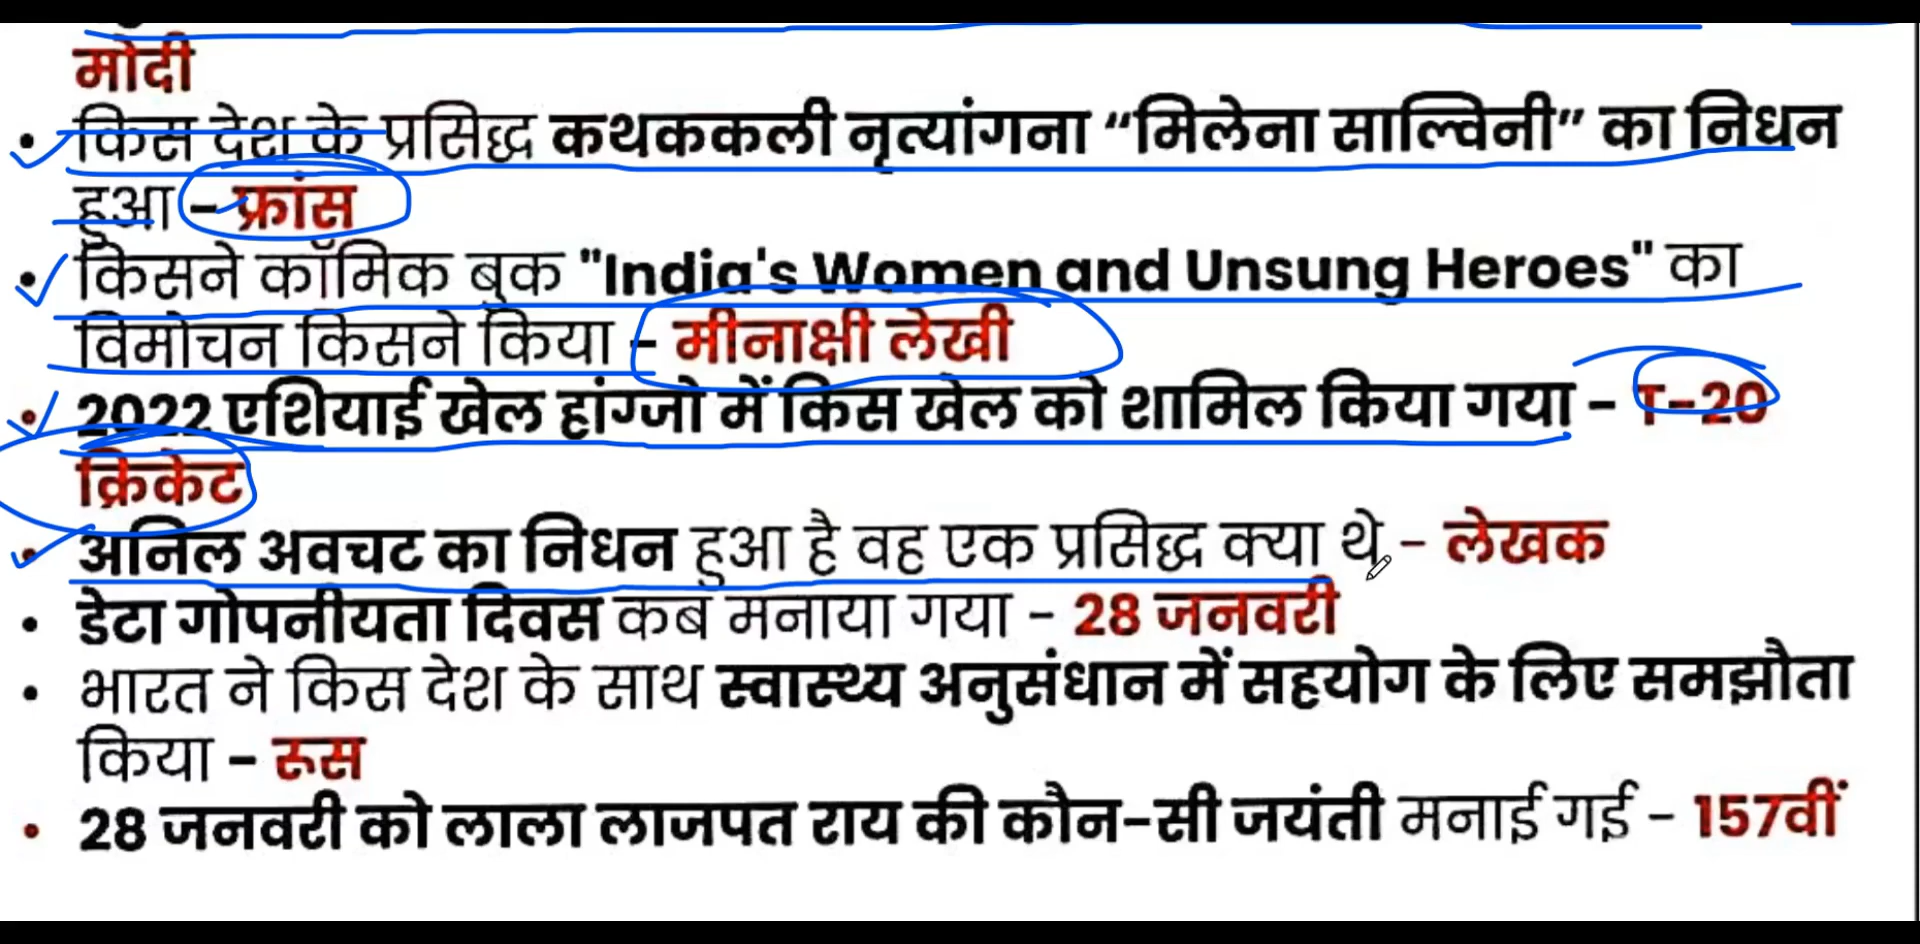 मोदी
• किस देश के प्रसिद्ध कथककली नृत्यांगना “मिलेना साल्विनी” का निधन
हुआ - फ्रांस
• किसने कॉमिक बुक "India's Women and Unsung Heroes" का
विमोचन किसने किया - मीनाक्षी लेखी
• 2022 एशियाई खेल हांग्जो में किस खेल को शामिल किया गया - T-20
क्रिकेट
• अनिल अवचट का निधन हुआ है वह एक प्रसिद्ध क्या थे - लेखक
• डेटा गोपनीयता दिवस कब मनाया गया - 28 जनवरी
• भारत ने किस देश के साथ स्वास्थ्य अनुसंधान में सहयोग के लिए समझौता
किया - रूस
• 28 जनवरी को लाला लाजपत राय की कौन-सी जयंती मनाई गई - 157वीं